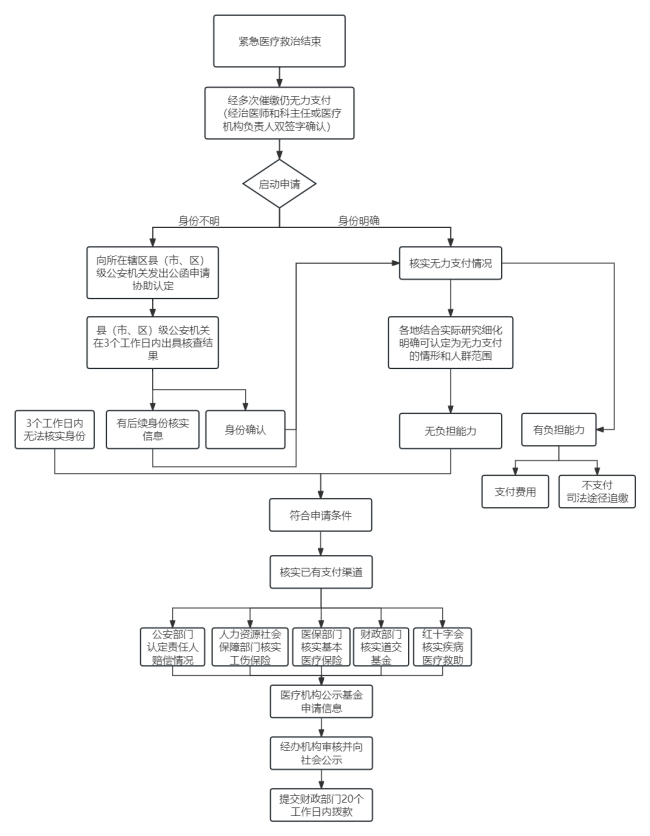 紧急医疗救治结束
经多次催缴仍无力支付
（经治医师和科主任或医疗
机构负责人双签字确认）
启动申请
身份不明
身份明确
向所在辖区县（市、区）
级公安机关发出公函申请
协助认定
核实无力支付情况
县（市、区）级公安机关
在3个工作日内出具核查结
果
各地结合实际研究细化
明确可认定为无力支付
的情形和人群范围
3个工作日内
无法核实身份
有后续身份核实
信息
身份确认
无负担能力
有负担能力
支付费用
不支付
司法途径追缴
符合申请条件
核实已有支付渠道
公安部门
认定责任人
赔偿情况
人力资源社会
保障部门核实
工伤保险
医保部门
核实基本
医疗保险
财政部门
核实道交
基金
红十字会
核实疾病
医疗救助
医疗机构公示基金
申请信息
经办机构审核并向
社会公示
提交财政部门20个
工作日内拨款